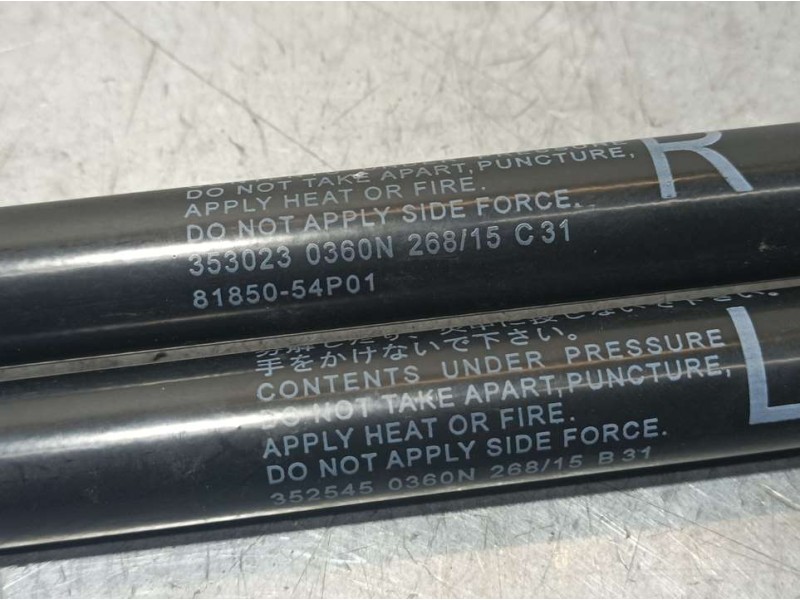 PRESSURE
DO NOT TAKE APART, PUNCTURE,
APPLY HEAT OR FIRE.
DO NOT APPLY SIDE FORCE.
353023 0360N 268/15 C31
81850-54P01
R
手をかけないで下さい。
CONTENTS UNDER PRESSURE
DO NOT TAKE APART, PUNCTURE,
APPLY HEAT OR FIRE.
DO NOT APPLY SIDE FORCE.
352545 0360N 268/15 B31
L